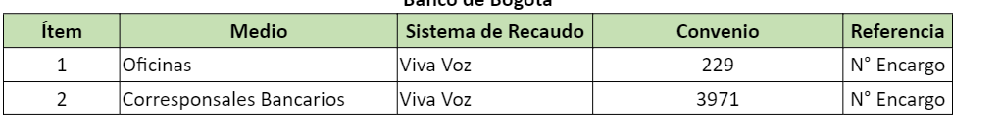 Banco de Bogotá
Ítem Medio Sistema de Recaudo Convenio Referencia
1 Oficinas Viva Voz 229 N° Encargo
2 Corresponsales Bancarios Viva Voz 3971 N° Encargo